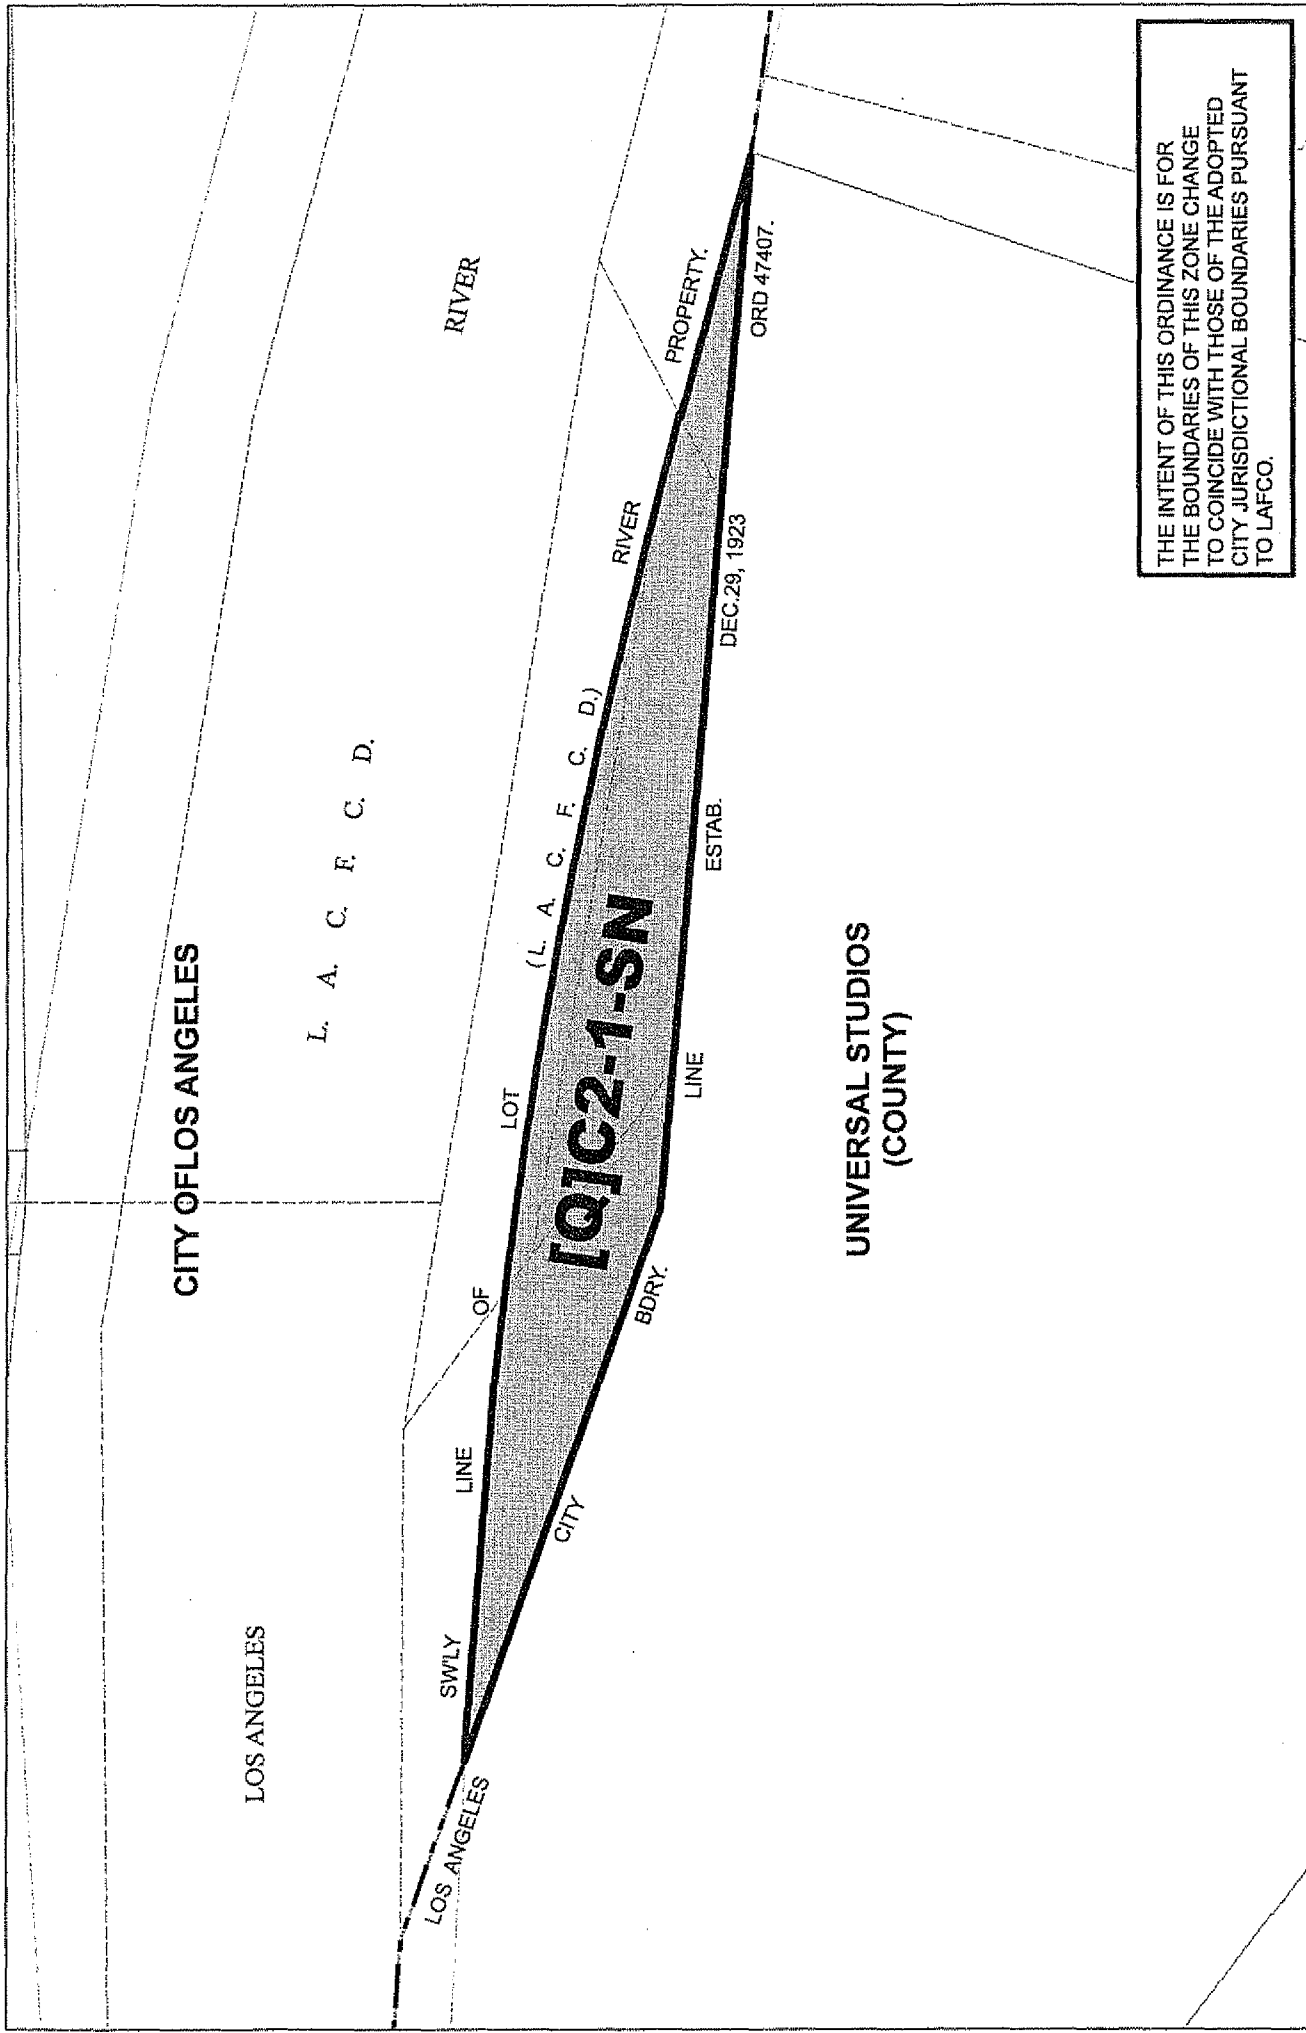 CITY OFLOS ANGELES
LOS ANGELES
L. A. C. F. C. D.
RIVER
SW'LY LINE OF LOT (L. A. C. F. C. D.) RIVER PROPERTY.
[Q]C2-1-SN
LOS ANGELES CITY BDRY. LINE ESTAB. DEC.29, 1923 ORD 47407.
UNIVERSAL STUDIOS
(COUNTY)
THE INTENT OF THIS ORDINANCE IS FOR
THE BOUNDARIES OF THIS ZONE CHANGE
TO COINCIDE WITH THOSE OF THE ADOPTED
CITY JURISDICTIONAL BOUNDARIES PURSUANT
TO LAFCO.